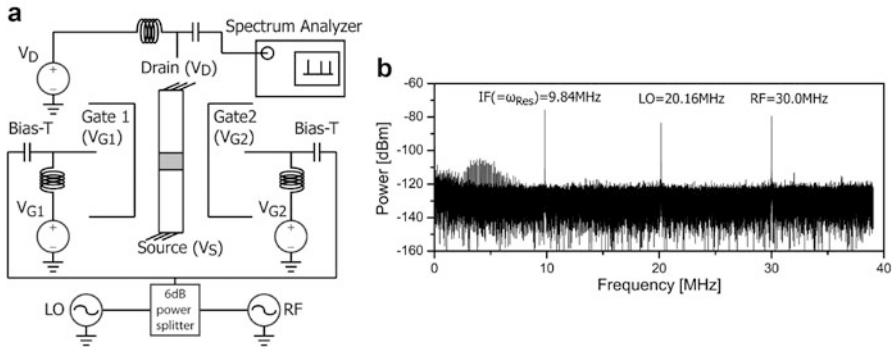 a
Spectrum Analyzer
V_D
Drain (V_D)
Gate 1
(V_G1)
Gate2
(V_G2)
Bias-T
Bias-T
V_G1
V_G2
Source (V_S)
LO
6dB
power
splitter
RF
b
IF(=ω_Res)=9.84MHz
LO=20.16MHz
RF=30.0MHz
Power [dBm]
-60
-80
-100
-120
-140
-160
0
10
20
30
40
Frequency [MHz]